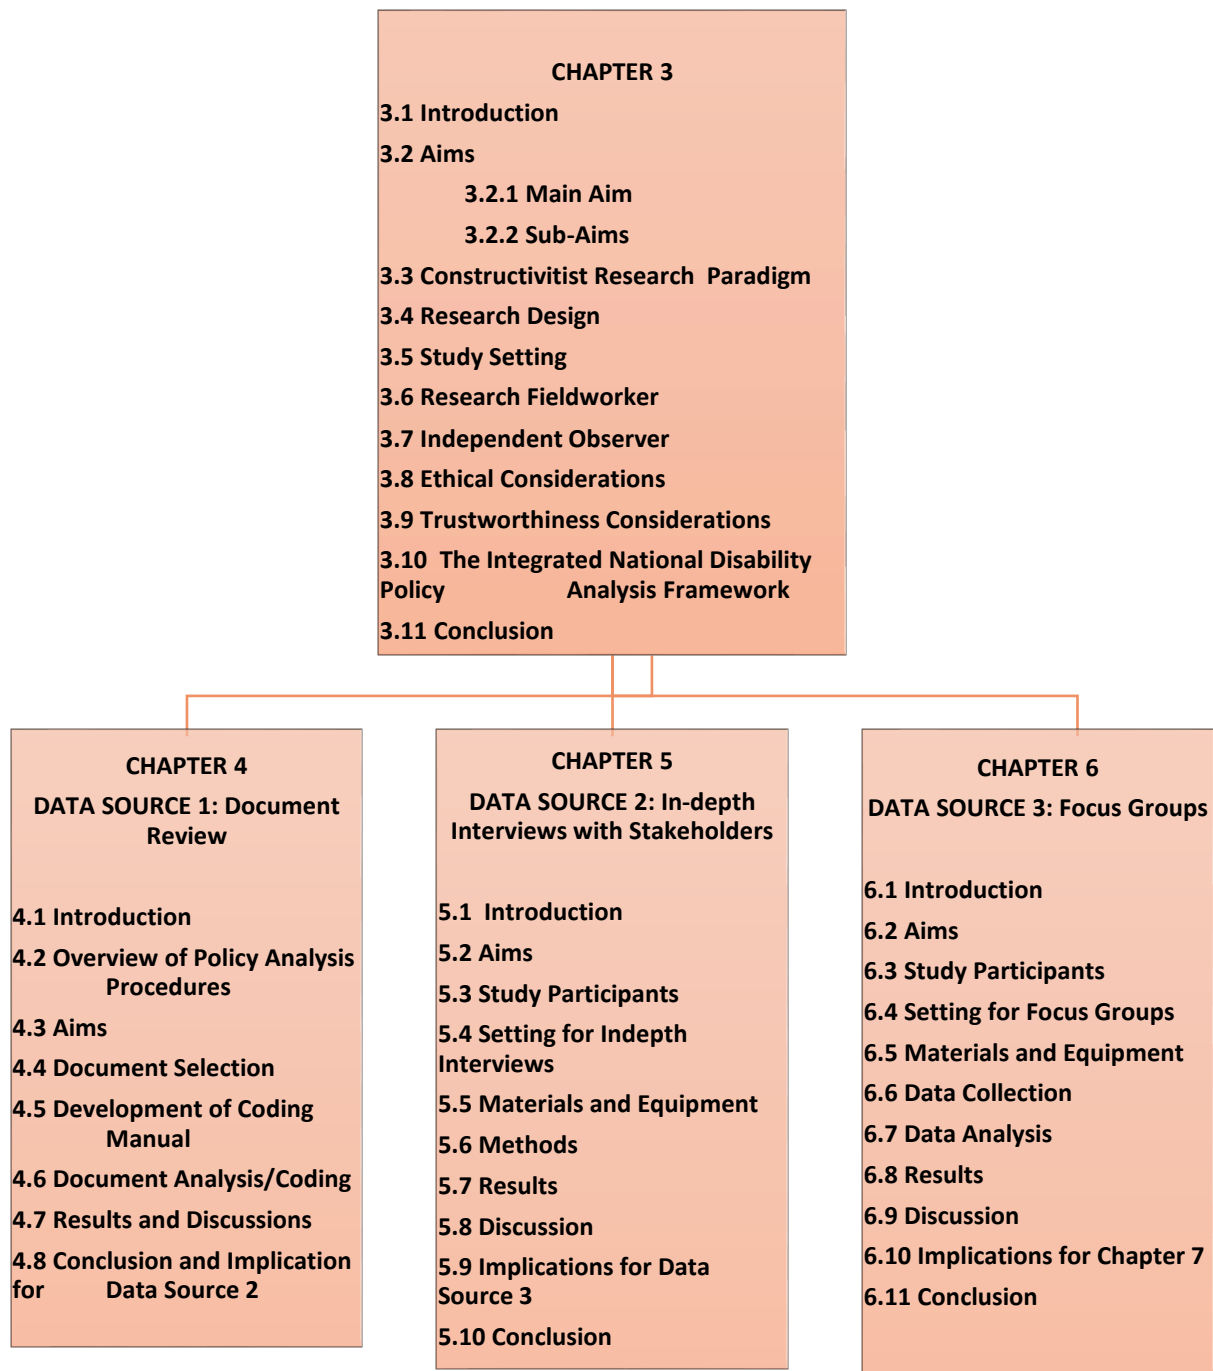 CHAPTER 3
3.1 Introduction
3.2 Aims
3.2.1 Main Aim
3.2.2 Sub-Aims
3.3 Constructivitist Research Paradigm
3.4 Research Design
3.5 Study Setting
3.6 Research Fieldworker
3.7 Independent Observer
3.8 Ethical Considerations
3.9 Trustworthiness Considerations
3.10 The Integrated National Disability
Policy Analysis Framework
3.11 Conclusion
CHAPTER 4
DATA SOURCE 1: Document
Review
4.1 Introduction
4.2 Overview of Policy Analysis
Procedures
4.3 Aims
4.4 Document Selection
4.5 Development of Coding
Manual
4.6 Document Analysis/Coding
4.7 Results and Discussions
4.8 Conclusion and Implication
for Data Source 2
CHAPTER 5
DATA SOURCE 2: In-depth
Interviews with Stakeholders
5.1 Introduction
5.2 Aims
5.3 Study Participants
5.4 Setting for Indepth
Interviews
5.5 Materials and Equipment
5.6 Methods
5.7 Results
5.8 Discussion
5.9 Implications for Data
Source 3
5.10 Conclusion
CHAPTER 6
DATA SOURCE 3: Focus Groups
6.1 Introduction
6.2 Aims
6.3 Study Participants
6.4 Setting for Focus Groups
6.5 Materials and Equipment
6.6 Data Collection
6.7 Data Analysis
6.8 Results
6.9 Discussion
6.10 Implications for Chapter 7
6.11 Conclusion